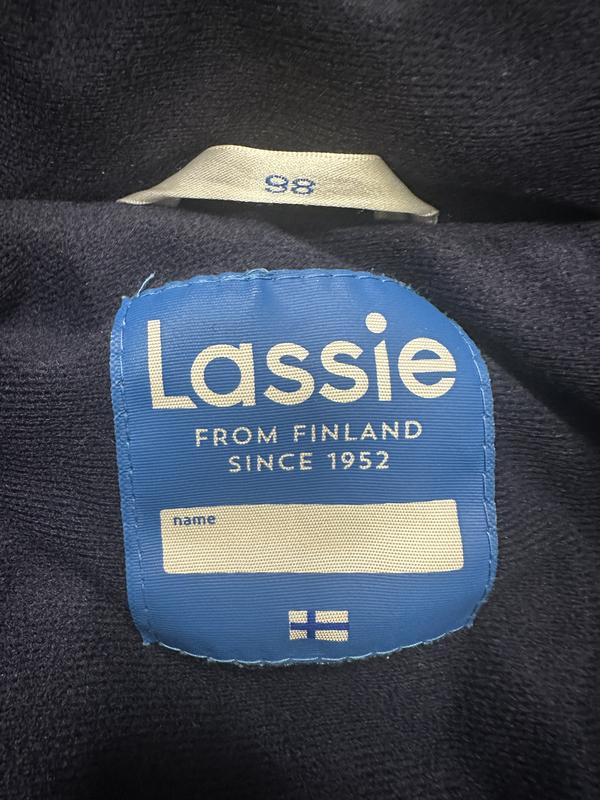 98
Lassie
FROM FINLAND
SINCE 1952
name